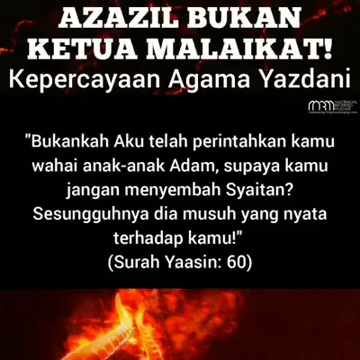 AZAZIL BUKAN
KETUA MALAIKAT!
Kepercayaan Agama Yazdani
"Bukankah Aku telah perintahkan kamu
wahai anak-anak Adam, supaya kamu
jangan menyembah Syaitan?
Sesungguhnya dia musuh yang nyata
terhadap kamu!"
(Surah Yaasin: 60)